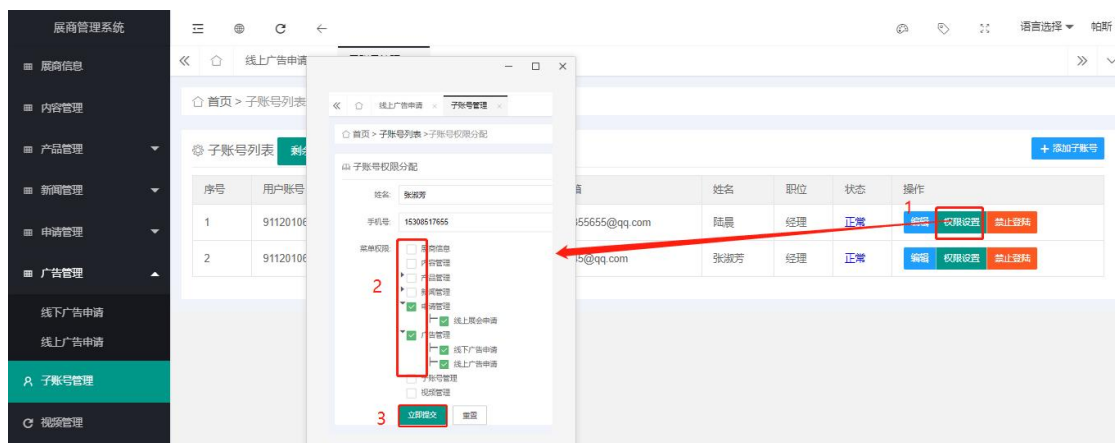 展商管理系统
语言选择
帕斯
展商信息
线上广告申请
内容管理
首页 > 子账号列表
产品管理
子账号列表
+ 添加子账号
新闻管理
序号 用户账号 姓名 职位 状态 操作
1 91120106 355655@qq.com 陆晨 经理 正常 编辑 权限设置 禁止登陆
申请管理
2 91120106 5@qq.com 张淑芳 经理 正常 编辑 权限设置 禁止登陆
广告管理
线下广告申请
线上广告申请
子账号管理
视频管理
线上广告申请 × 子账号管理 ×
首页 > 子账号列表 >子账号权限分配
子账号权限分配
姓名: 张淑芳
手机号: 15308517655
菜单权限:
展商信息
内容管理
产品管理
新闻管理
申请管理
线上展会申请
广告管理
线下广告申请
线上广告申请
子账号管理
视频管理
立即提交 重置
1
2
3